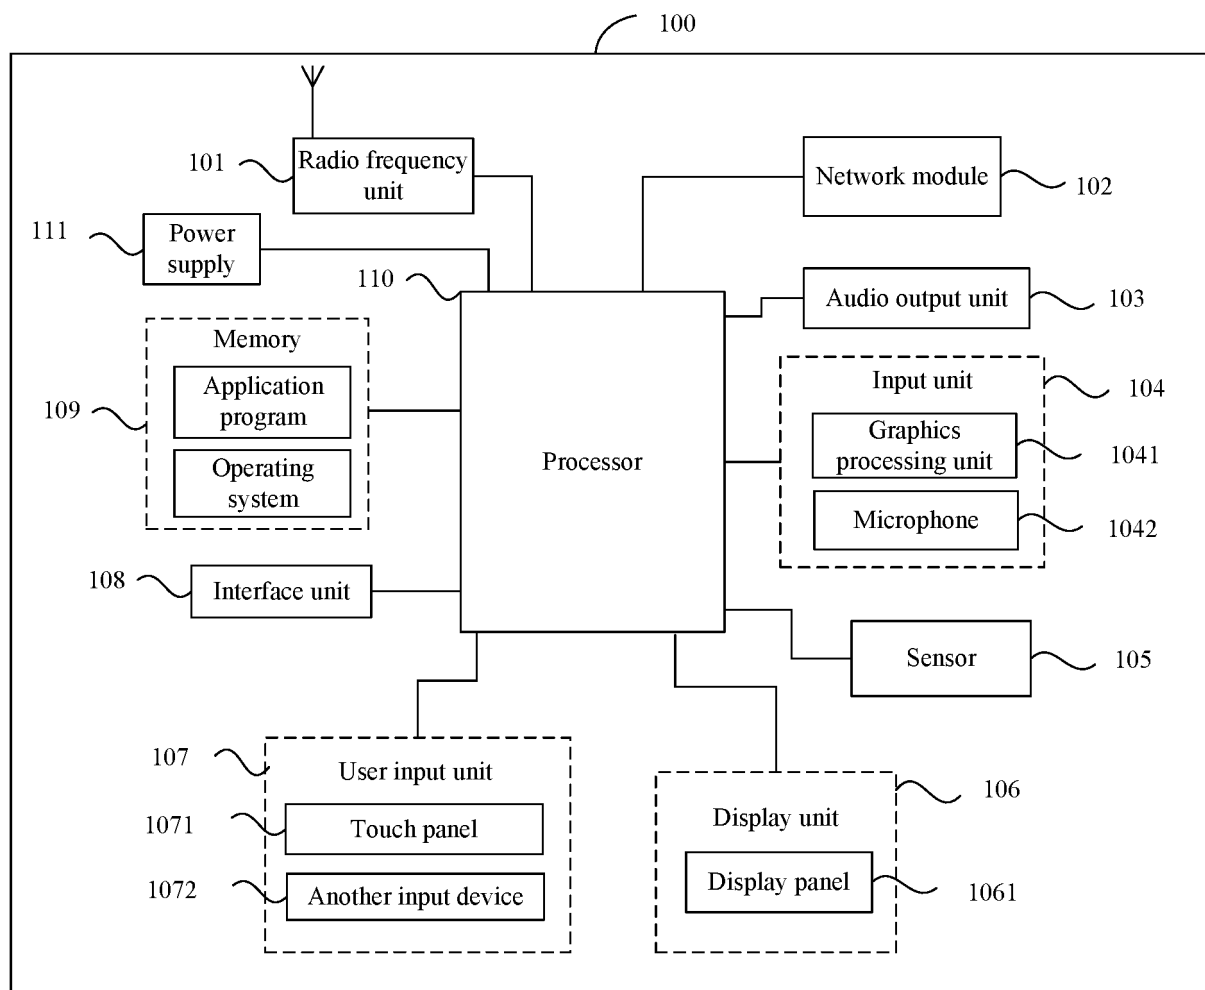 100
101
Radio frequency
unit
Network module
102
111
Power
supply
110
Audio output unit
103
Memory
Application
program
Operating
system
109
Input unit
104
Graphics
processing unit
1041
Microphone
1042
Processor
108
Interface unit
Sensor
105
107
User input unit
1071
Touch panel
1072
Another input device
106
Display unit
Display panel
1061